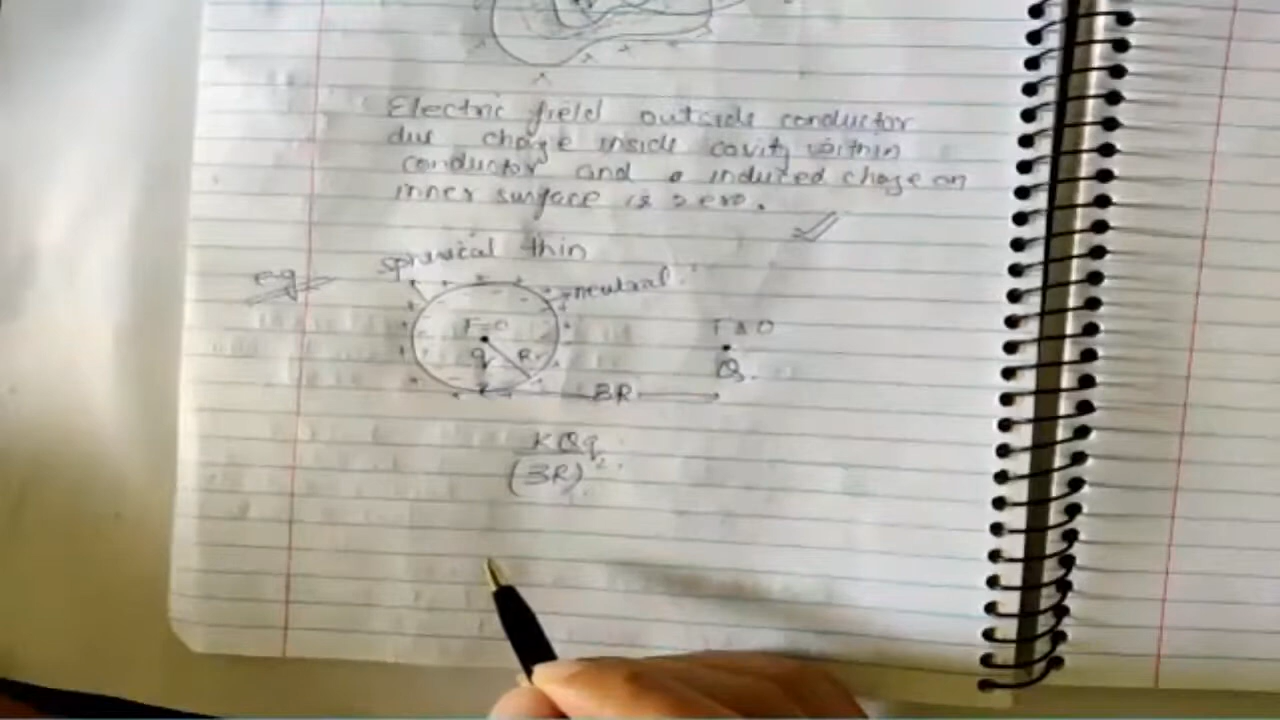 Electric field outside conductor
due charge inside cavity within
conductor and a induced charge on
inner surface is zero.
eg
spherical thin
neutral
F=0
F≠0
q
R
Q
3R
KQq
(3R)²